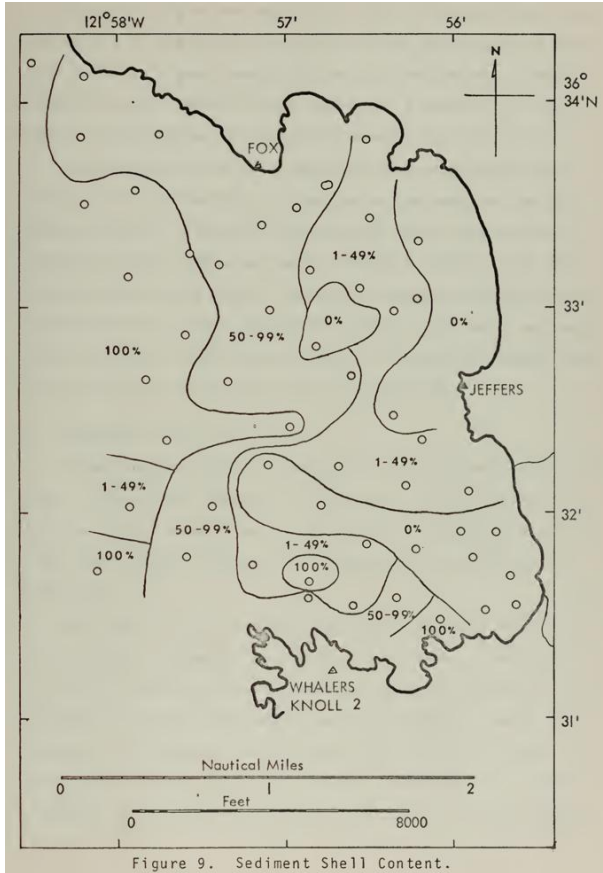 121°58'W 57' 56'
N
36°
34'N
FOX
1-49%
33'
0%
50-99%
0%
100%
JEFFERS
1-49%
1-49%
32'
50-99%
0%
1-49%
100%
100%
50-99%
100%
WHALERS
KNOLL 2
31'
Nautical Miles
0 1 2
Feet
0 8000
Figure 9. Sediment Shell Content.